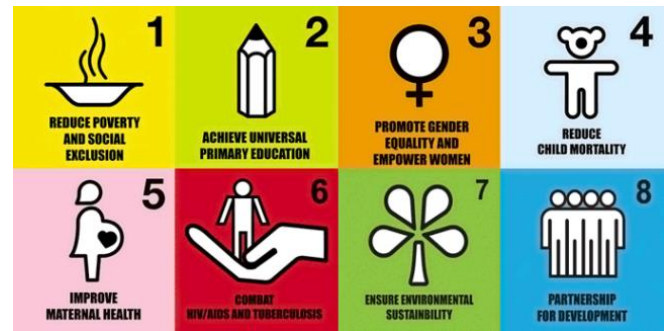 1
REDUCE POVERTY
AND SOCIAL
EXCLUSION
2
ACHIEVE UNIVERSAL
PRIMARY EDUCATION
3
PROMOTE GENDER
EQUALITY AND
EMPOWER WOMEN
4
REDUCE
CHILD MORTALITY
5
IMPROVE
MATERNAL HEALTH
6
COMBAT
HIV/AIDS AND TUBERCULOSIS
7
ENSURE ENVIRONMENTAL
SUSTAINBILITY
8
PARTNERSHIP
FOR DEVELOPMENT